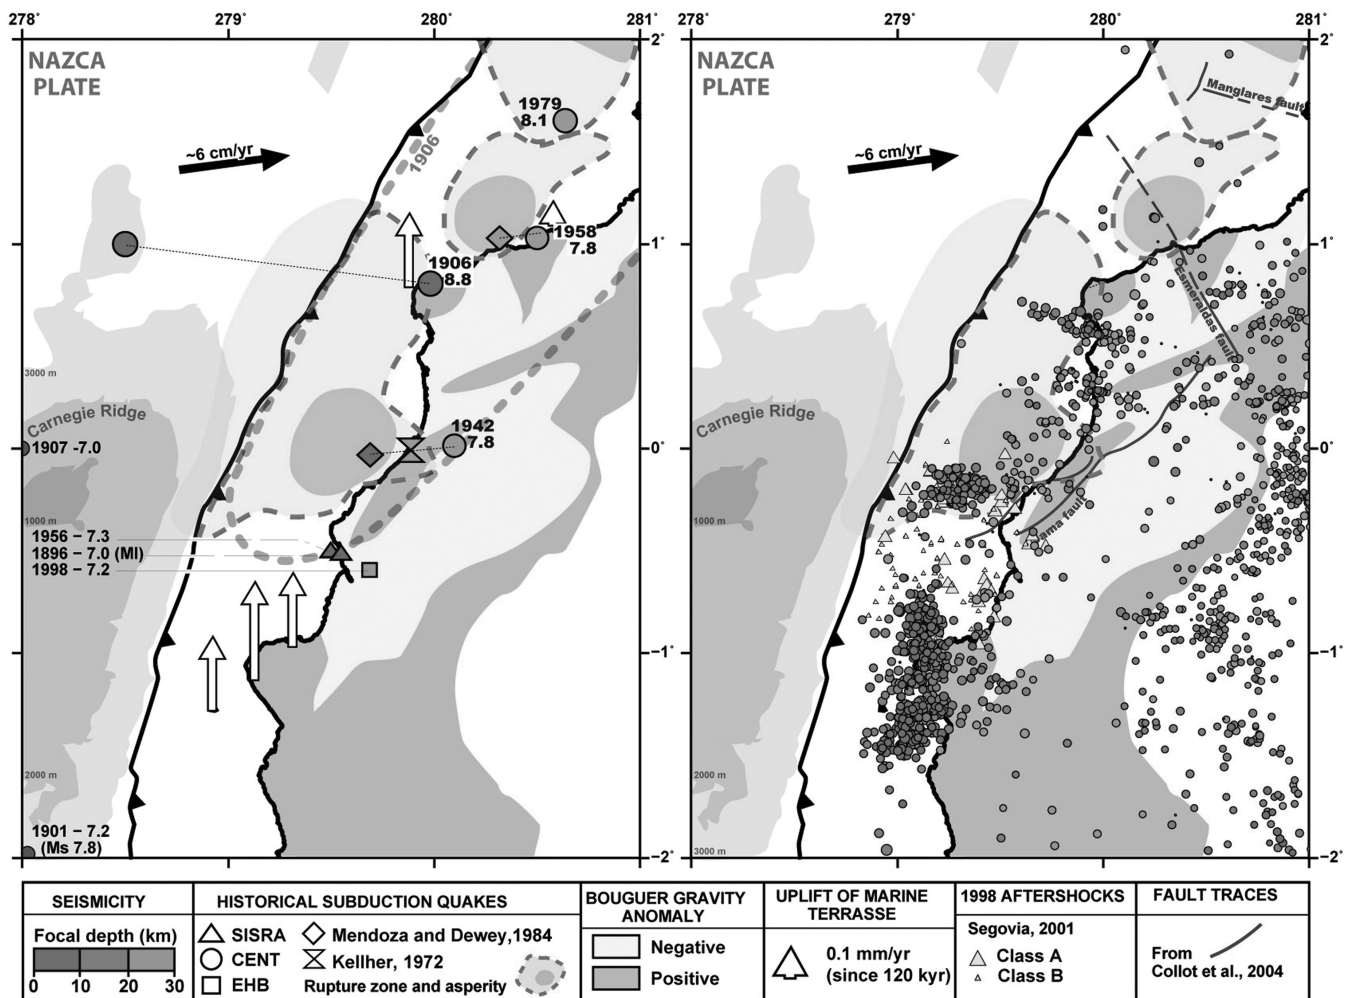 278°
279°
280°
278°
279°
280°
281°
NAZCA
PLATE
~6 cm/yr
1906
1979
8.1
1958
7.8
1906
8.8
3000 m
Carnegie Ridge
1907 -7.0
1942
7.8
1000 m
1956 – 7.3
1896 – 7.0 (MI)
1998 – 7.2
2000 m
1901 – 7.2
(Ms 7.8)
NAZCA
PLATE
~6 cm/yr
Manglares fault
Esmeraldas fault
Carnegie Ridge
1000 m
Jama fault
2000 m
3000 m
2°
1°
0°
−1°
−2°
2°
1°
0°
−1°
−2°
SEISMICITY
Focal depth (km)
0 10 20 30
HISTORICAL SUBDUCTION QUAKES
SISRA
CENT
EHB
Mendoza and Dewey,1984
Kellher, 1972
Rupture zone and asperity
BOUGUER GRAVITY
ANOMALY
Negative
Positive
UPLIFT OF MARINE
TERRASSE
0.1 mm/yr
(since 120 kyr)
1998 AFTERSHOCKS
Segovia, 2001
Class A
Class B
FAULT TRACES
From
Collot et al., 2004